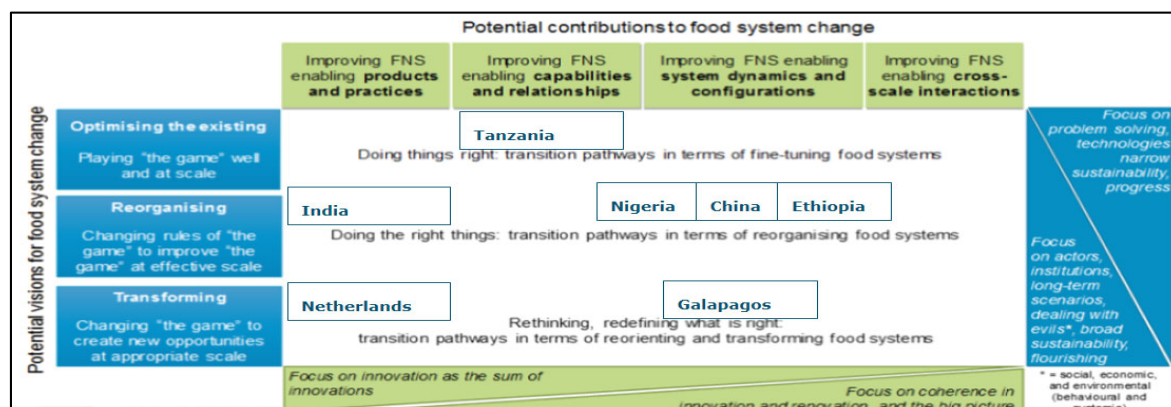 Potential contributions to food system change
Improving FNS
enabling products
and practices
Improving FNS
enabling capabilities
and relationships
Improving FNS enabling
system dynamics and
configurations
Improving FNS
enabling cross-
scale interactions
Potential visions for food system change
Optimising the existing
Playing "the game" well
and at scale
Tanzania
Doing things right: transition pathways in terms of fine-tuning food systems
Reorganising
Changing rules of "the
game" to improve "the
game" at effective scale
India
Nigeria
China
Ethiopia
Doing the right things: transition pathways in terms of reorganising food systems
Transforming
Changing "the game" to
create new opportunities
at appropriate scale
Netherlands
Galapagos
Rethinking, redefining what is right:
transition pathways in terms of reorienting and transforming food systems
Focus on
problem solving,
technologies
narrow
sustainability,
progress
Focus
on actors,
institutions,
long-term
scenarios,
dealing with
evils*, broad
sustainability,
flourishing
Focus on innovation as the sum of
innovations
Focus on coherence in
innovation and renovation, and the big picture
* = social, economic,
and environmental
(behavioural and